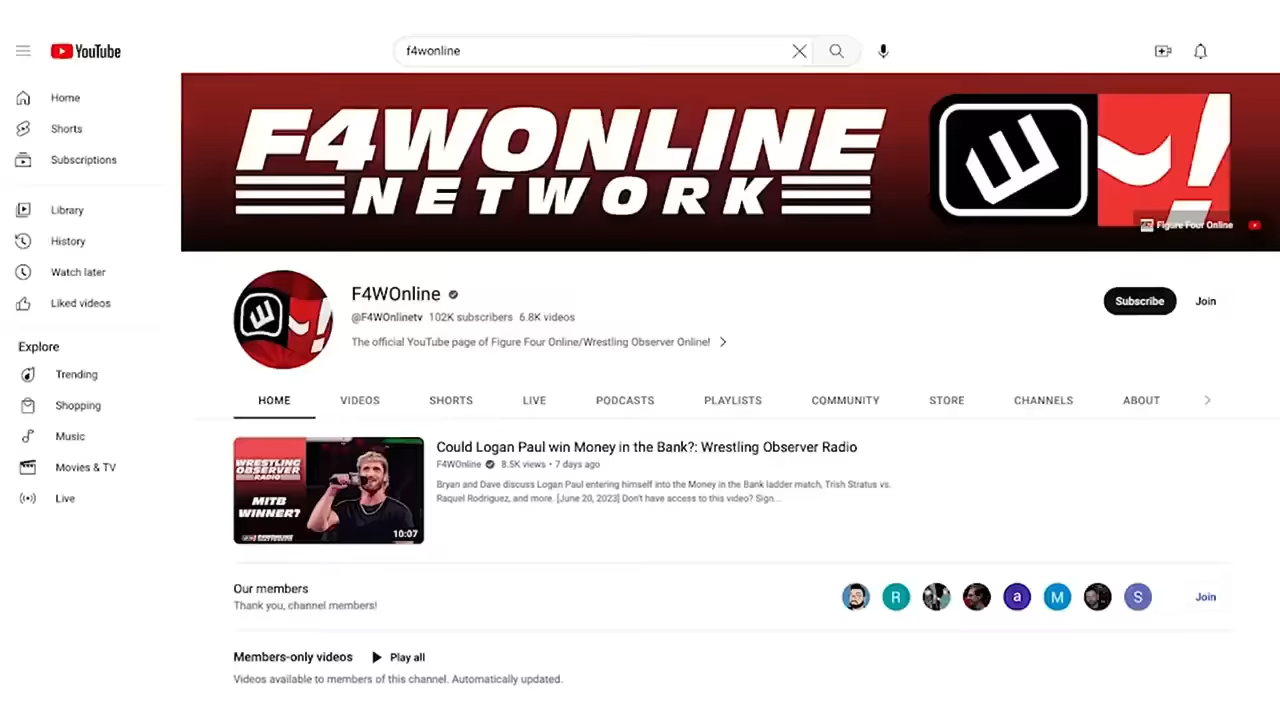 YouTube
f4wonline
Home
Shorts
Subscriptions
Library
History
Watch later
Liked videos
Explore
Trending
Shopping
Music
Movies & TV
Live
F4WONLINE
NETWORK
Figure Four Online
F4WOnline
@F4WOnlinetv 102K subscribers 6.8K videos
The official YouTube page of Figure Four Online/Wrestling Observer Online!
Subscribe
Join
HOME VIDEOS SHORTS LIVE PODCASTS PLAYLISTS COMMUNITY STORE CHANNELS ABOUT
WRESTLING
OBSERVER
RADIO
MITB
WINNER?
10:07
Could Logan Paul win Money in the Bank?: Wrestling Observer Radio
F4WOnline 8.5K views • 7 days ago
Bryan and Dave discuss Logan Paul entering himself into the Money in the Bank ladder match, Trish Stratus vs.
Raquel Rodriguez, and more. [June 20, 2023] Don't have access to this video? Sign...
Our members
Thank you, channel members!
R
a
M
S
Join
Members-only videos Play all
Videos available to members of this channel. Automatically updated.